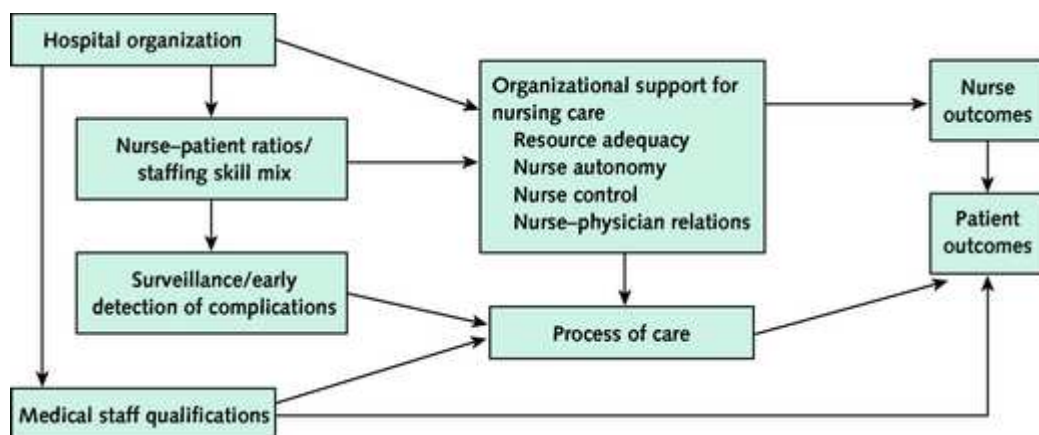 Hospital organization
Nurse–patient ratios/
staffing skill mix
Surveillance/early
detection of complications
Medical staff qualifications
Organizational support for
nursing care
Resource adequacy
Nurse autonomy
Nurse control
Nurse–physician relations
Process of care
Nurse
outcomes
Patient
outcomes